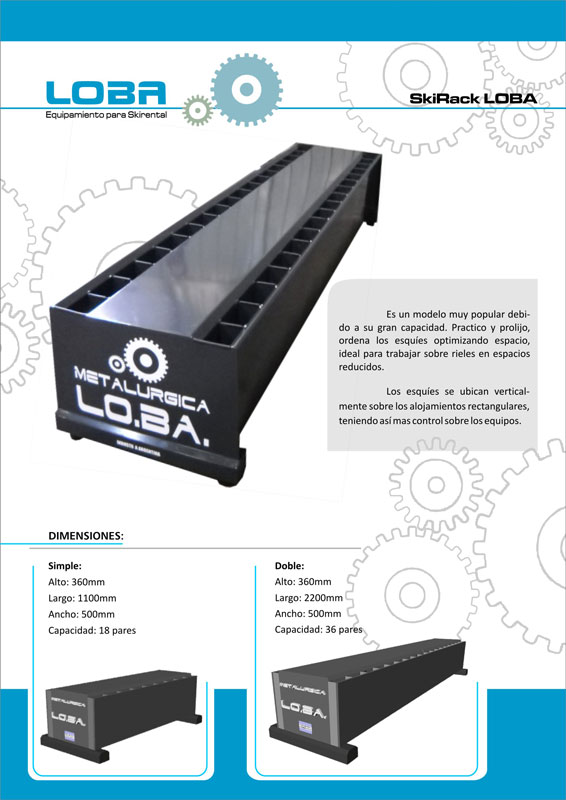 LOBA
Equipamiento para Skirental
SkiRack LOBA
METALURGICA
LO.BA.
INDUSTRIA ARGENTINA
Es un modelo muy popular debi-
do a su gran capacidad. Practico y prolijo,
ordena los esquíes optimizando espacio,
ideal para trabajar sobre rieles en espacios
reducidos.
Los esquíes se ubican vertical-
mente sobre los alojamientos rectangulares,
teniendo así mas control sobre los equipos.
DIMENSIONES:
Simple:
Alto: 360mm
Largo: 1100mm
Ancho: 500mm
Capacidad: 18 pares
Doble:
Alto: 360mm
Largo: 2200mm
Ancho: 500mm
Capacidad: 36 pares
METALURGICA
LO.BA.
METALURGICA
LO.BA.